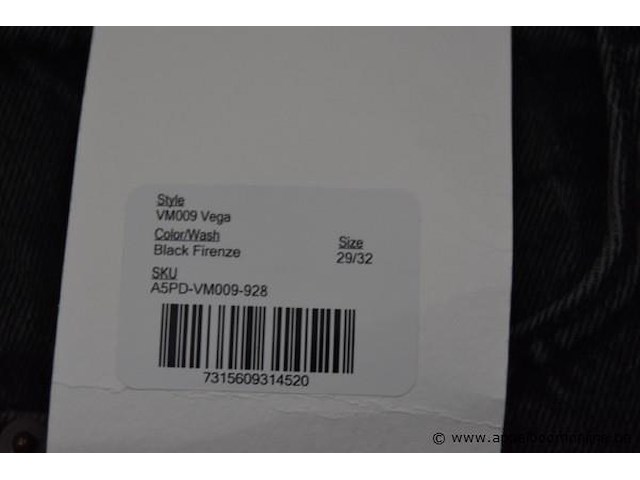 Style
VM009 Vega
Color/Wash
Black Firenze
Size
29/32
SKU
A5PD-VM009-928
7315609314520